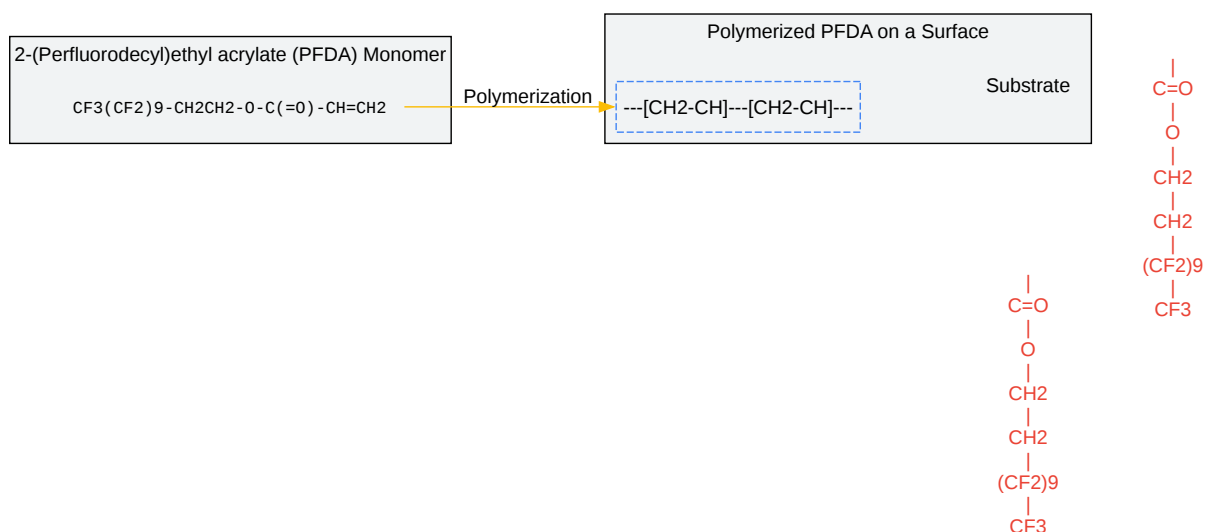 2-(Perfluorodecyl)ethyl acrylate (PFDA) Monomer
CF3(CF2)9-CH2CH2-O-C(=O)-CH=CH2
Polymerization
Polymerized PFDA on a Surface
Substrate
---[CH2-CH]---[CH2-CH]---
|
C=O
|
O
|
CH2
|
CH2
|
(CF2)9
|
CF3
|
C=O
|
O
|
CH2
|
CH2
|
(CF2)9
|
CF3